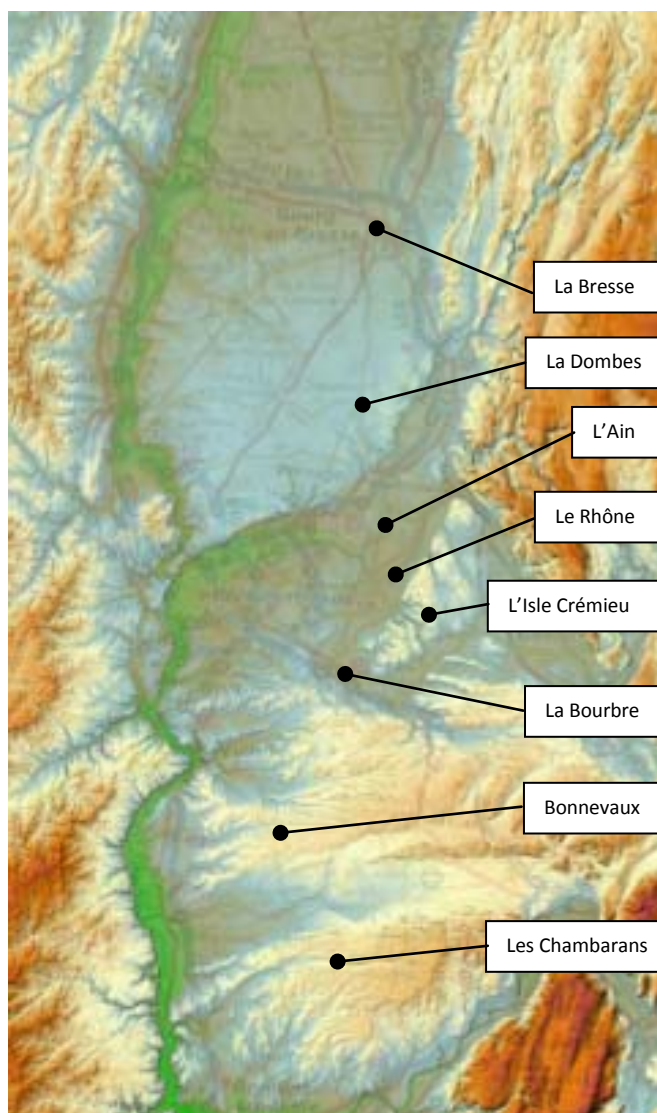 La Bresse
La Dombes
L’Ain
Le Rhône
L’Isle Crémieu
La Bourbre
Bonnevaux
Les Chambarans